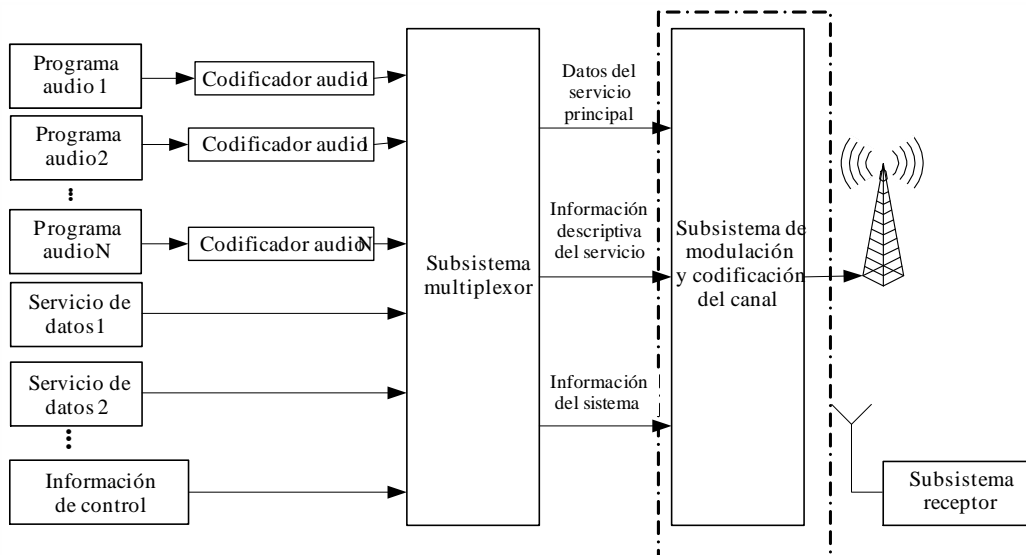 Programa
audio 1
Codificador audio1
Programa
audio2
Codificador audio1
Programa
audioN
Codificador audioN
Servicio de
datos1
Servicio de
datos 2
Información
de control
Subsistema
multiplexor
Datos del
servicio
principal
Información
descriptiva
del servicio
Información
del sistema
Subsistema de
modulación
y codificación
del canal
Subsistema
receptor